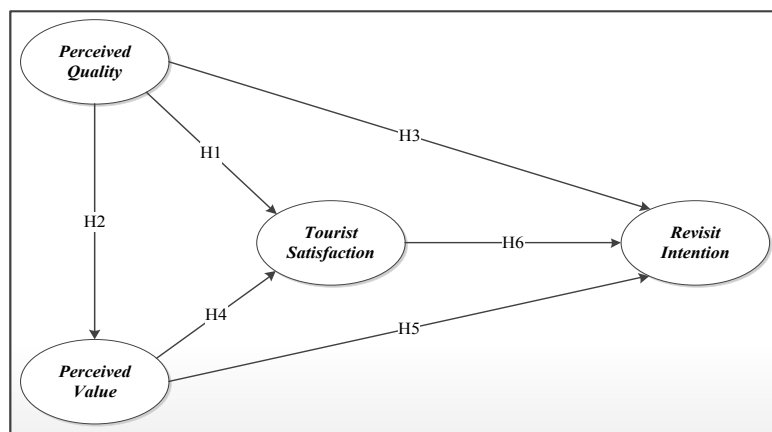 Perceived
Quality
H3
H1
H2
Tourist
Satisfaction
H6
Revisit
Intention
H4
H5
Perceived
Value